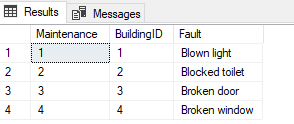 Results Messages
Maintenance BuildingID Fault
1 1 1 Blown light
2 2 2 Blocked toilet
3 3 3 Broken door
4 4 4 Broken window